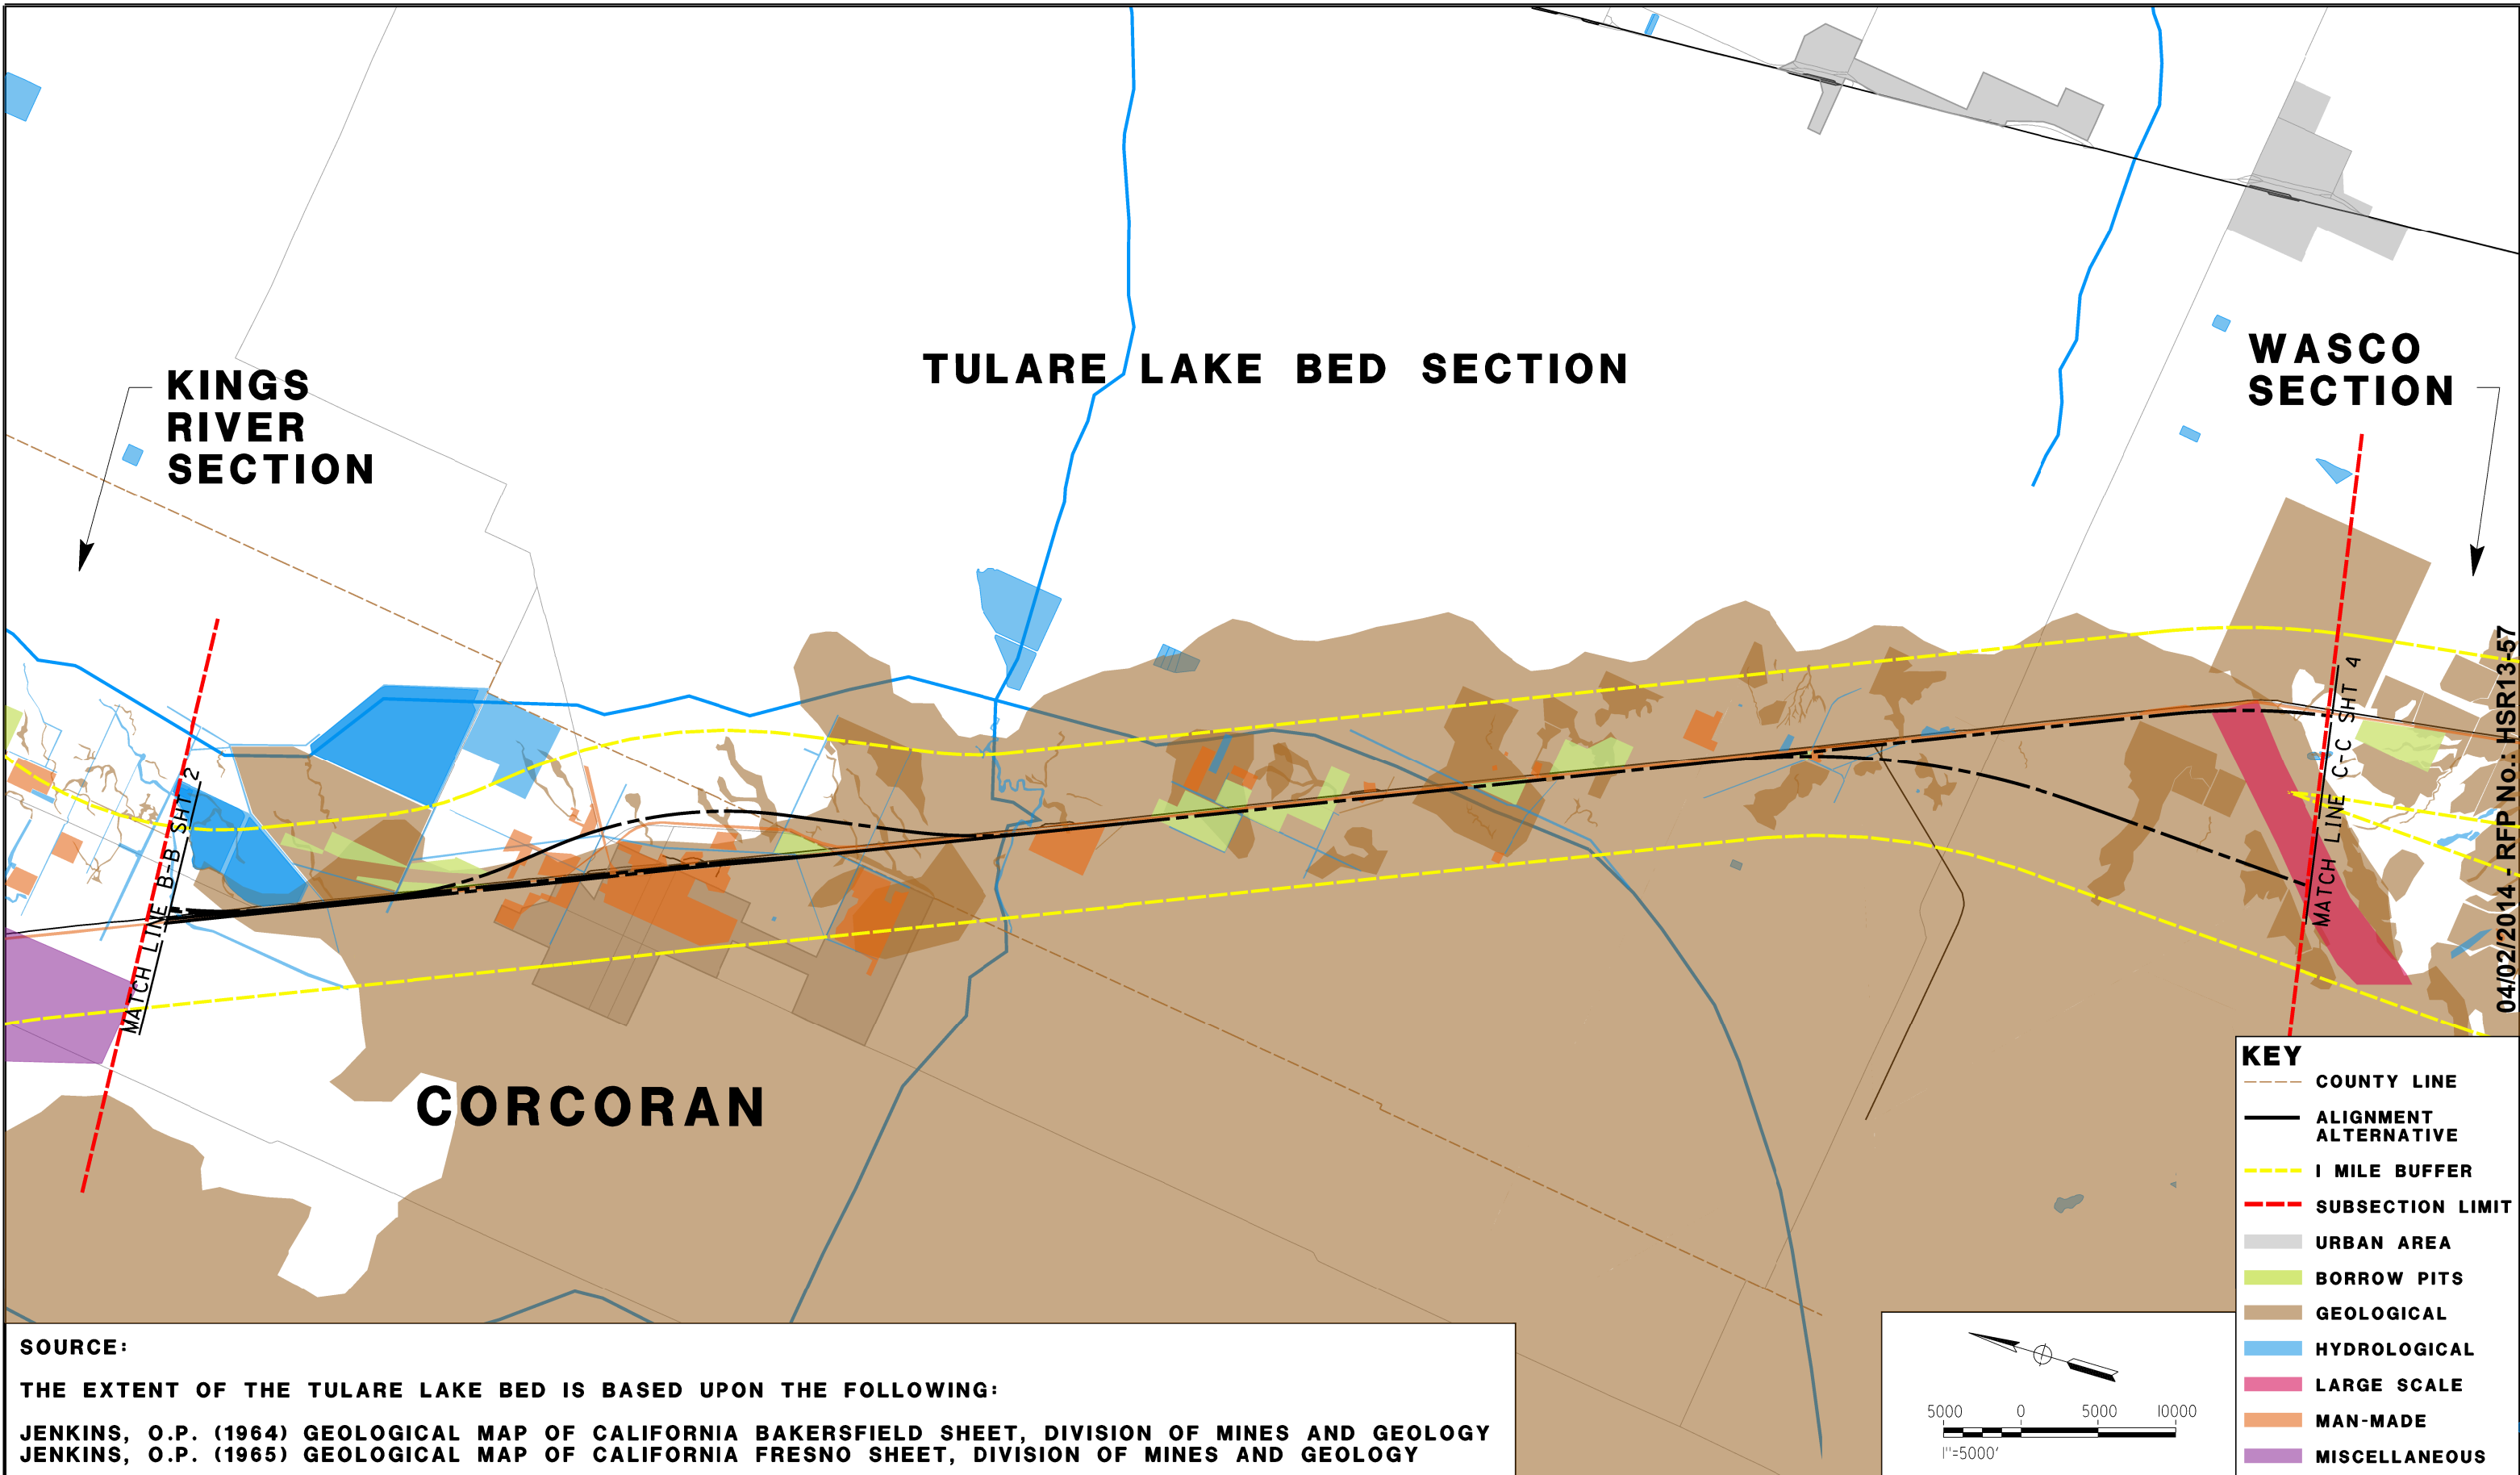 TULARE LAKE BED SECTION
WASCO
SECTION
KINGS
RIVER
SECTION
MATCH LINE B-B SHT 2
MATCH LINE C-C SHT 4
04/02/2014 - RFP No.: HSR13-57
CORCORAN
KEY
COUNTY LINE
ALIGNMENT
ALTERNATIVE
1 MILE BUFFER
SUBSECTION LIMIT
URBAN AREA
BORROW PITS
GEOLOGICAL
HYDROLOGICAL
LARGE SCALE
MAN-MADE
MISCELLANEOUS
SOURCE:
THE EXTENT OF THE TULARE LAKE BED IS BASED UPON THE FOLLOWING:
JENKINS, O.P. (1964) GEOLOGICAL MAP OF CALIFORNIA BAKERSFIELD SHEET, DIVISION OF MINES AND GEOLOGY
JENKINS, O.P. (1965) GEOLOGICAL MAP OF CALIFORNIA FRESNO SHEET, DIVISION OF MINES AND GEOLOGY
5000 0 5000 10000
1"=5000'